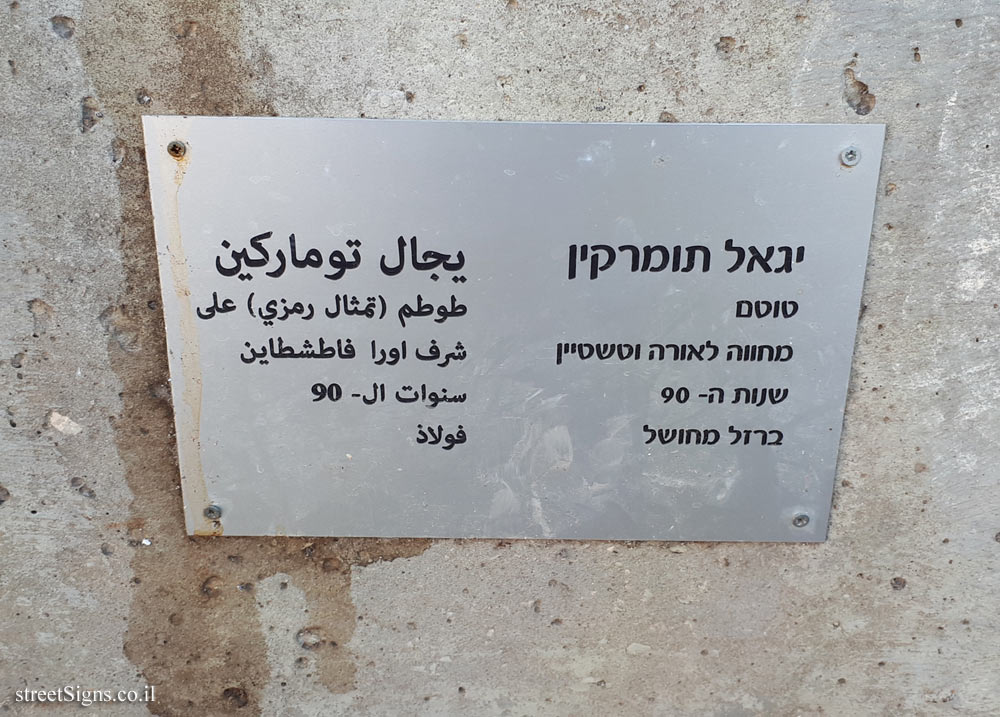 יגאל תומרקין
טוטם
מחווה לאורה וטשטיין
שנות ה- 90
ברזל מחושל
يجال توماركين
طوطم (تمثال رمزي) على
شرف اورا فاطشطاين
سنوات ال- 90
فولاذ
streetSigns.co.il